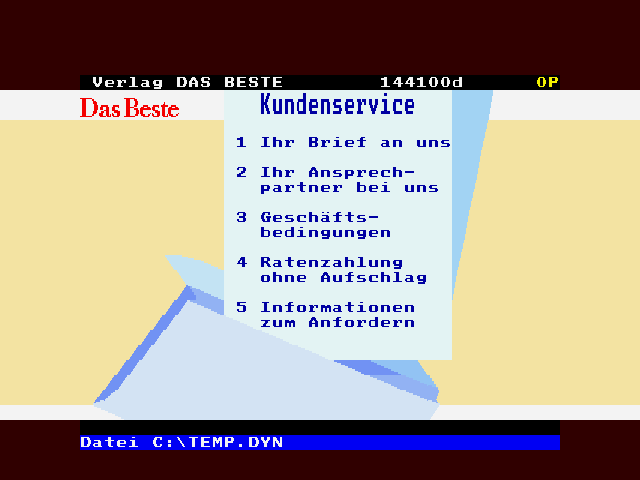 Verlag DAS BESTE 144100d 0P
Das Beste
Kundenservice
1 Ihr Brief an uns
2 Ihr Ansprech-
partner bei uns
3 Geschäfts-
bedingungen
4 Ratenzahlung
ohne Aufschlag
5 Informationen
zum Anfordern
Datei C:\TEMP.DYN